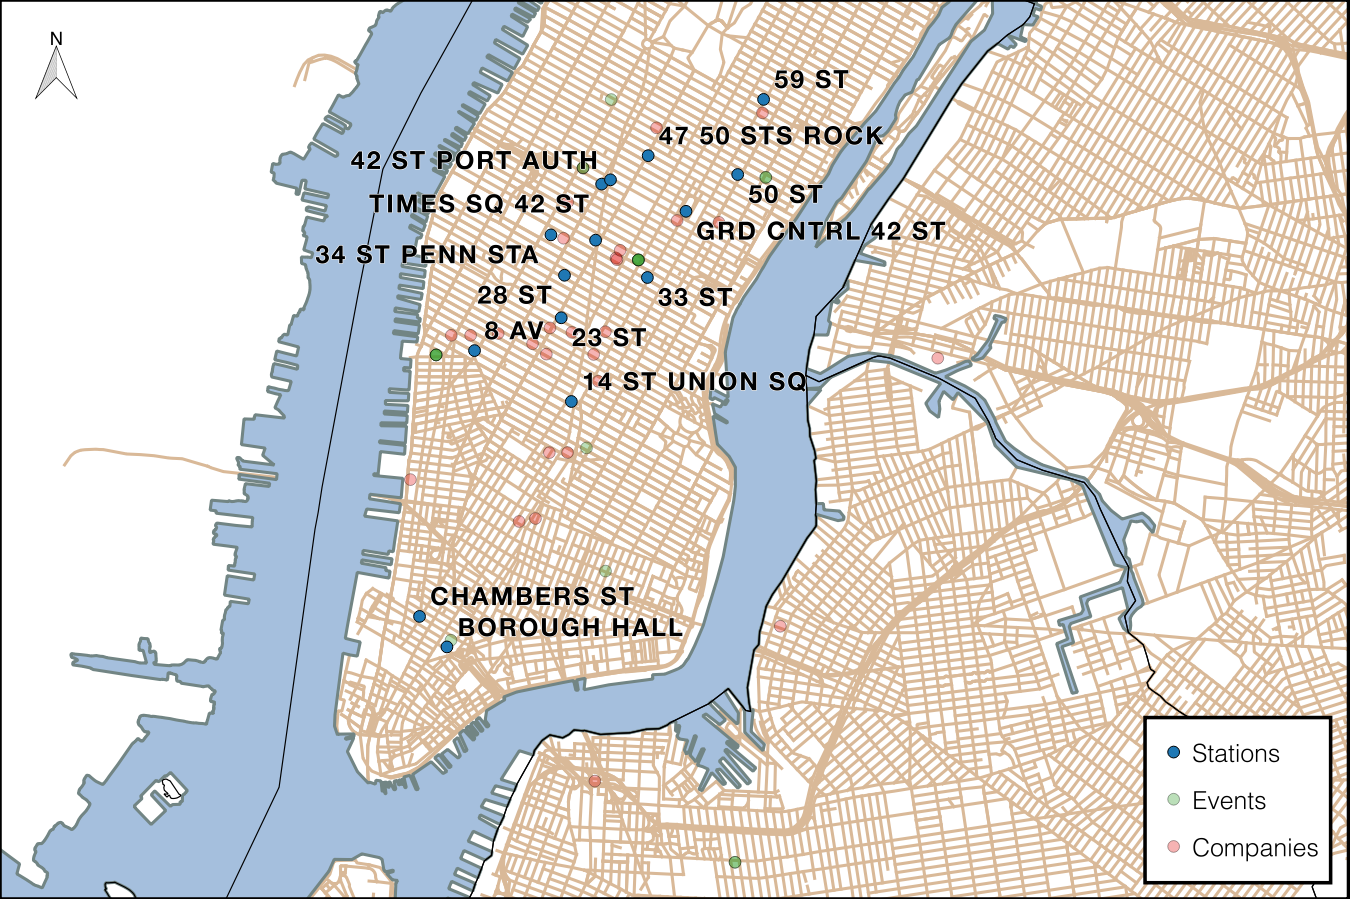 N
59 ST
47 50 STS ROCK
42 ST PORT AUTH
50 ST
TIMES SQ 42 ST
GRD CNTRL 42 ST
34 ST PENN STA
28 ST
33 ST
8 AV
23 ST
14 ST UNION SQ
CHAMBERS ST
BOROUGH HALL
Stations
Events
Companies